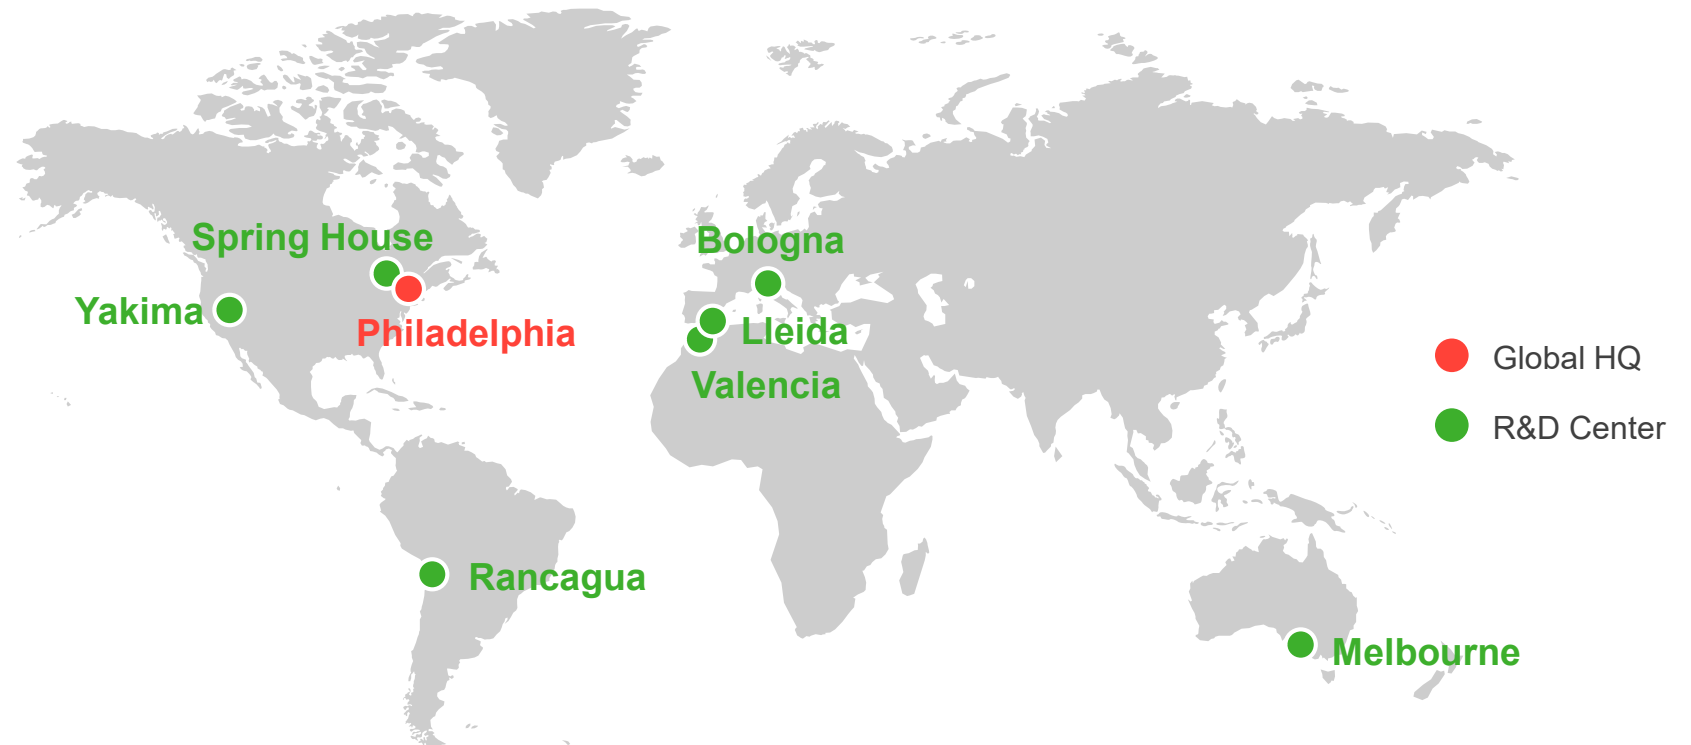 Spring House
Bologna
Yakima
Philadelphia
Lleida
Valencia
Global HQ
R&D Center
Rancagua
Melbourne